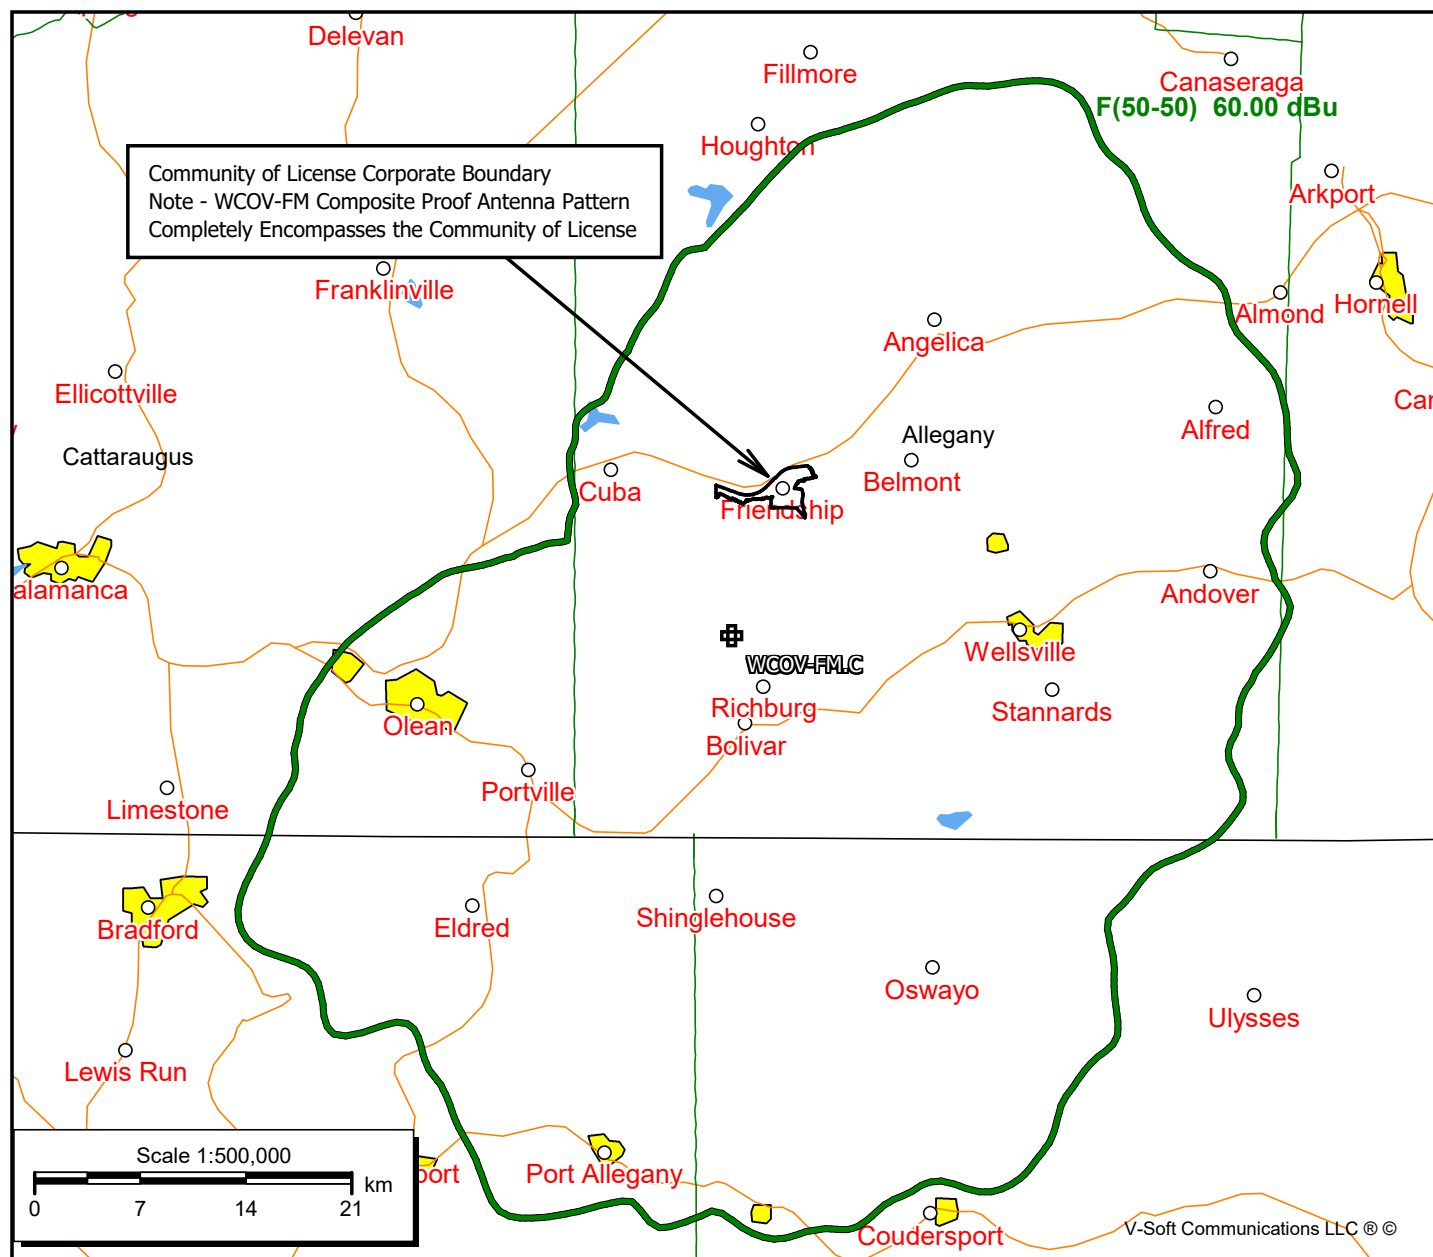 Delevan
Fillmore
Canaseraga
F(50-50) 60.00 dBu
Houghton
Community of License Corporate Boundary
Note - WCOV-FM Composite Proof Antenna Pattern
Completely Encompasses the Community of License
Arkport
Franklinville
Almond
Hornell
Angelica
Ellicottville
Car
Alfred
Allegany
Cattaraugus
Belmont
Cuba
Friendship
alamanca
Andover
Wellsville
WCOV-FM.C
Richburg
Stannards
Olean
Bolivar
Portville
Limestone
Shinglehouse
Bradford
Eldred
Oswayo
Ulysses
Lewis Run
Scale 1:500,000
km
0 7 14 21
port
Port Allegany
Coudersport
V-Soft Communications LLC ® ©